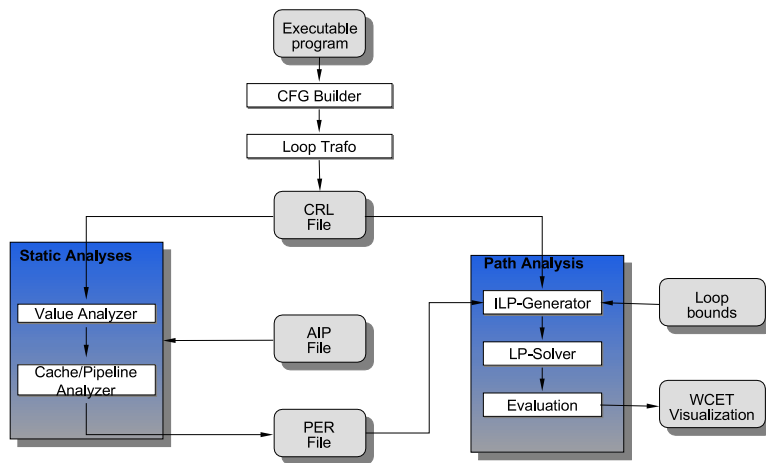 Executable
program
CFG Builder
Loop Trafo
CRL
File
Static Analyses
Value Analyzer
Cache/Pipeline
Analyzer
AIP
File
PER
File
Path Analysis
ILP-Generator
LP-Solver
Evaluation
Loop
bounds
WCET
Visualization